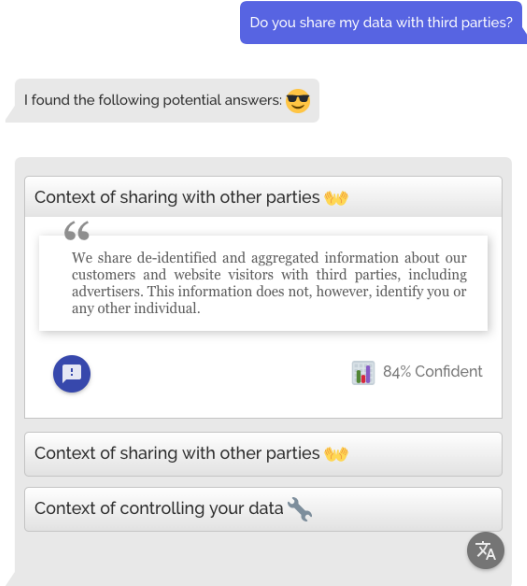 Do you share my data with third parties?
I found the following potential answers: 😎
Context of sharing with other parties 👐
“
We share de-identified and aggregated information about our
customers and website visitors with third parties, including
advertisers. This information does not, however, identify you or
any other individual.
📊 84% Confident
Context of sharing with other parties 👐
Context of controlling your data 🔧
文A